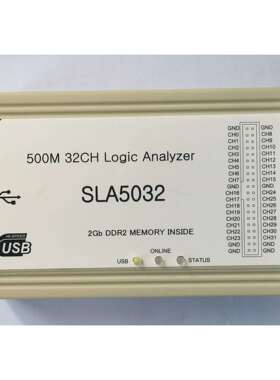 500M 32CH Logic Analyzer
SLA5032
HI-SPEED
USB
2Gb DDR2 MEMORY INSIDE
ONLINE
USB STATUS
GND GND
CH0 CH8
CH1 CH9
CH2 CH10
CH3 CH11
CH4 CH12
CH5 CH13
CH6 CH14
CH7 CH15
GND GND
CH16 CH24
CH17 CH25
CH18 CH26
CH19 CH27
CH20 CH28
CH21 CH29
CH22 CH30
CH23 CH31
GND GND